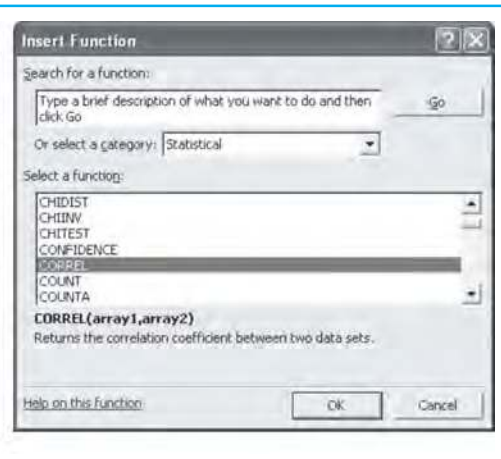 Insert Function
Search for a function:
Type a brief description of what you want to do and then
click Go
Go
Or select a category: Statistical
Select a function:
CHIDIST
CHIINV
CHITEST
CONFIDENCE
CORREL
COUNT
COUNTA
CORREL(array1,array2)
Returns the correlation coefficient between two data sets.
Help on this function
OK
Cancel